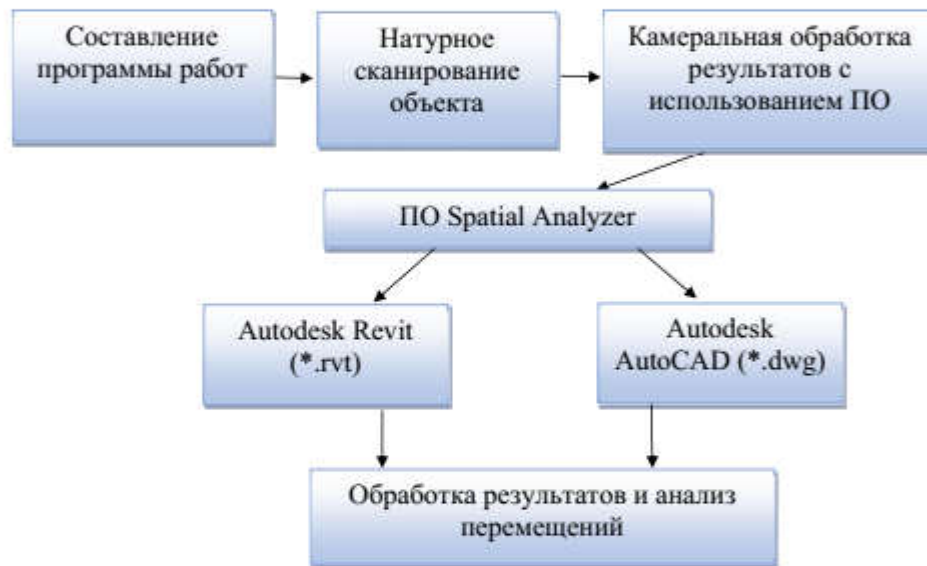 Составление
программы работ
Натурное
сканирование
объекта
Камеральная обработка
результатов с
использованием ПО
ПО Spatial Analyzer
Autodesk Revit
(*.rvt)
Autodesk
AutoCAD (*.dwg)
Обработка результатов и анализ
перемещений